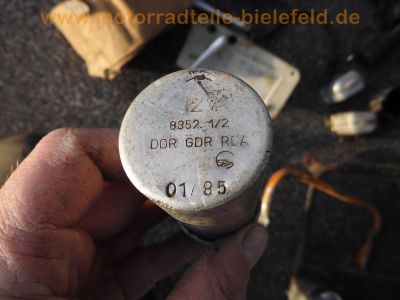 www.motorradteile-bielefeld.de
12V
8352.1/2
DDR GDR RDA
01/85